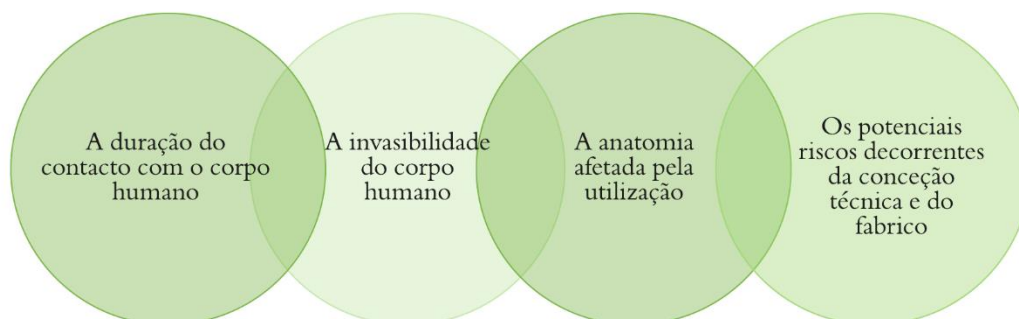 A duração do
contacto com o corpo
humano
A invasibilidade
do corpo
humano
A anatomia
afetada pela
utilização
Os potenciais
riscos decorrentes
da conceção
técnica e do
fabrico